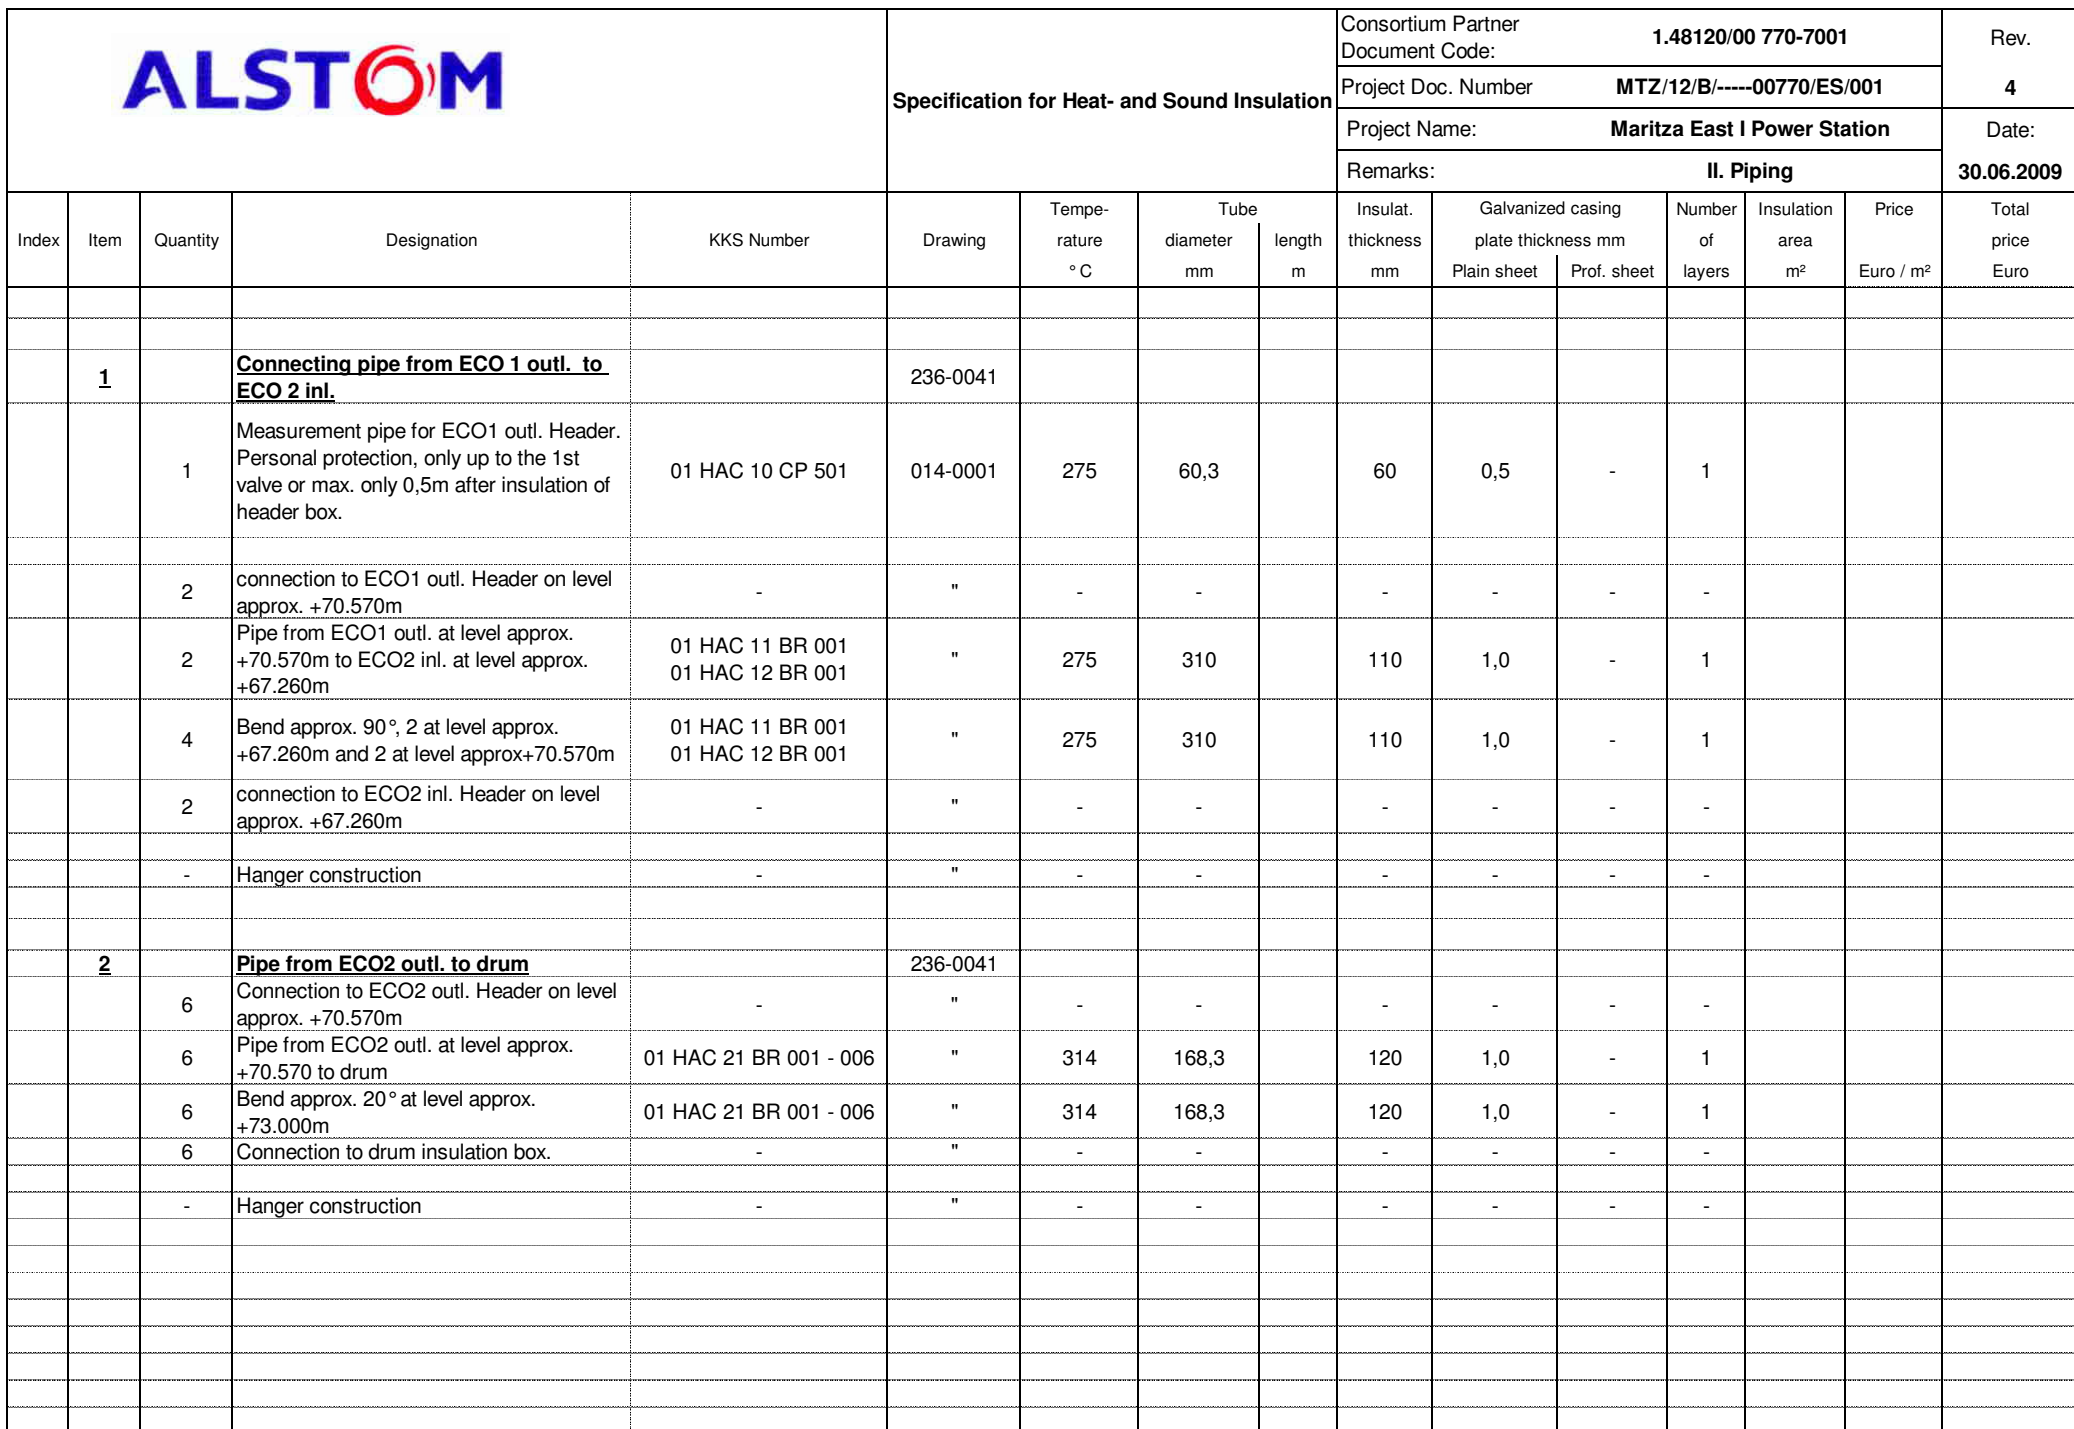 ALSTOM
Specification for Heat- and Sound Insulation
Consortium Partner
Document Code:
1.48120/00 770-7001
Rev.
Project Doc. Number MTZ/12/B/-----00770/ES/001 4
Project Name: Maritza East I Power Station Date:
Remarks: II. Piping 30.06.2009
Tempe- Tube Insulat. Galvanized casing Number Insulation Price Total
Index Item Quantity Designation KKS Number Drawing rature diameter length thickness plate thickness mm of area price
°C mm m mm Plain sheet Prof. sheet layers m² Euro / m² Euro
1 Connecting pipe from ECO 1 outl. to
ECO 2 inl.
236-0041
Measurement pipe for ECO1 outl. Header.
Personal protection, only up to the 1st
valve or max. only 0,5m after insulation of
header box.
1 01 HAC 10 CP 501 014-0001 275 60,3 60 0,5 - 1
connection to ECO1 outl. Header on level
approx. +70.570m
2 - " - - - - - -
Pipe from ECO1 outl. at level approx.
+70.570m to ECO2 inl. at level approx.
+67.260m
2 01 HAC 11 BR 001
01 HAC 12 BR 001
" 275 310 110 1,0 - 1
Bend approx. 90°, 2 at level approx.
+67.260m and 2 at level approx+70.570m
4 01 HAC 11 BR 001
01 HAC 12 BR 001
" 275 310 110 1,0 - 1
connection to ECO2 inl. Header on level
approx. +67.260m
2 - " - - - - - -
- Hanger construction - " - - - - - -
2 Pipe from ECO2 outl. to drum 236-0041
Connection to ECO2 outl. Header on level
approx. +70.570m
6 - " - - - - - -
Pipe from ECO2 outl. at level approx.
+70.570 to drum
6 01 HAC 21 BR 001 - 006 " 314 168,3 120 1,0 - 1
Bend approx. 20° at level approx.
+73.000m
6 01 HAC 21 BR 001 - 006 " 314 168,3 120 1,0 - 1
6 Connection to drum insulation box. - " - - - - - -
- Hanger construction - " - - - - - -